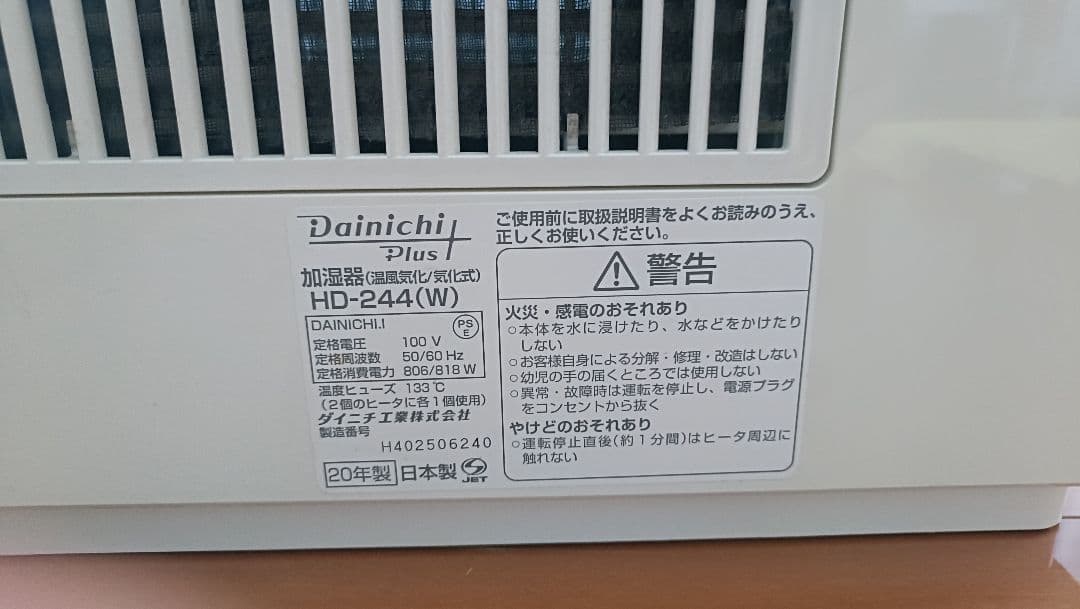 Dainichi
Plus
加湿器(温風気化/気化式)
HD-244(W)
DAINICHI.I
PS
E
定格電圧 100 V
定格周波数 50/60 Hz
定格消費電力 806/818 W
温度ヒューズ 133℃
(2個のヒータに各1個使用)
ダイニチ工業株式会社
製造番号
H402506240
20年製 日本製 JET
ご使用前に取扱説明書をよくお読みのうえ、
正しくお使いください。
警告
火災・感電のおそれあり
○本体を水に浸けたり、水などをかけたり
しない
○お客様自身による分解・修理・改造はしない
○幼児の手の届くところでは使用しない
○異常・故障時は運転を停止し、電源プラグ
をコンセントから抜く
やけどのおそれあり
○運転停止直後(約1分間)はヒータ周辺に
触れない